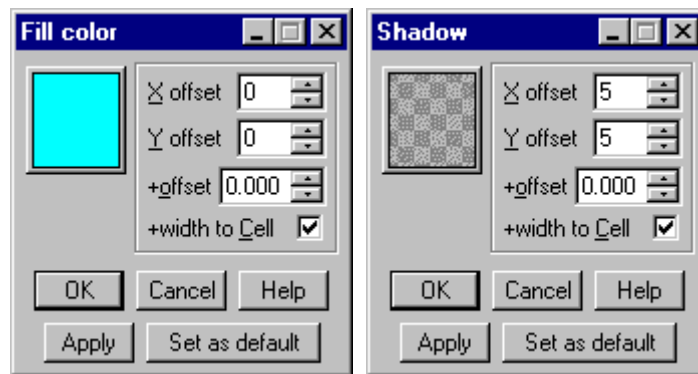 Fill color
X offset 0
Y offset 0
+offset 0.000
+width to Cell
OK Cancel Help
Apply Set as default
Shadow
X offset 5
Y offset 5
+offset 0.000
+width to Cell
OK Cancel Help
Apply Set as default